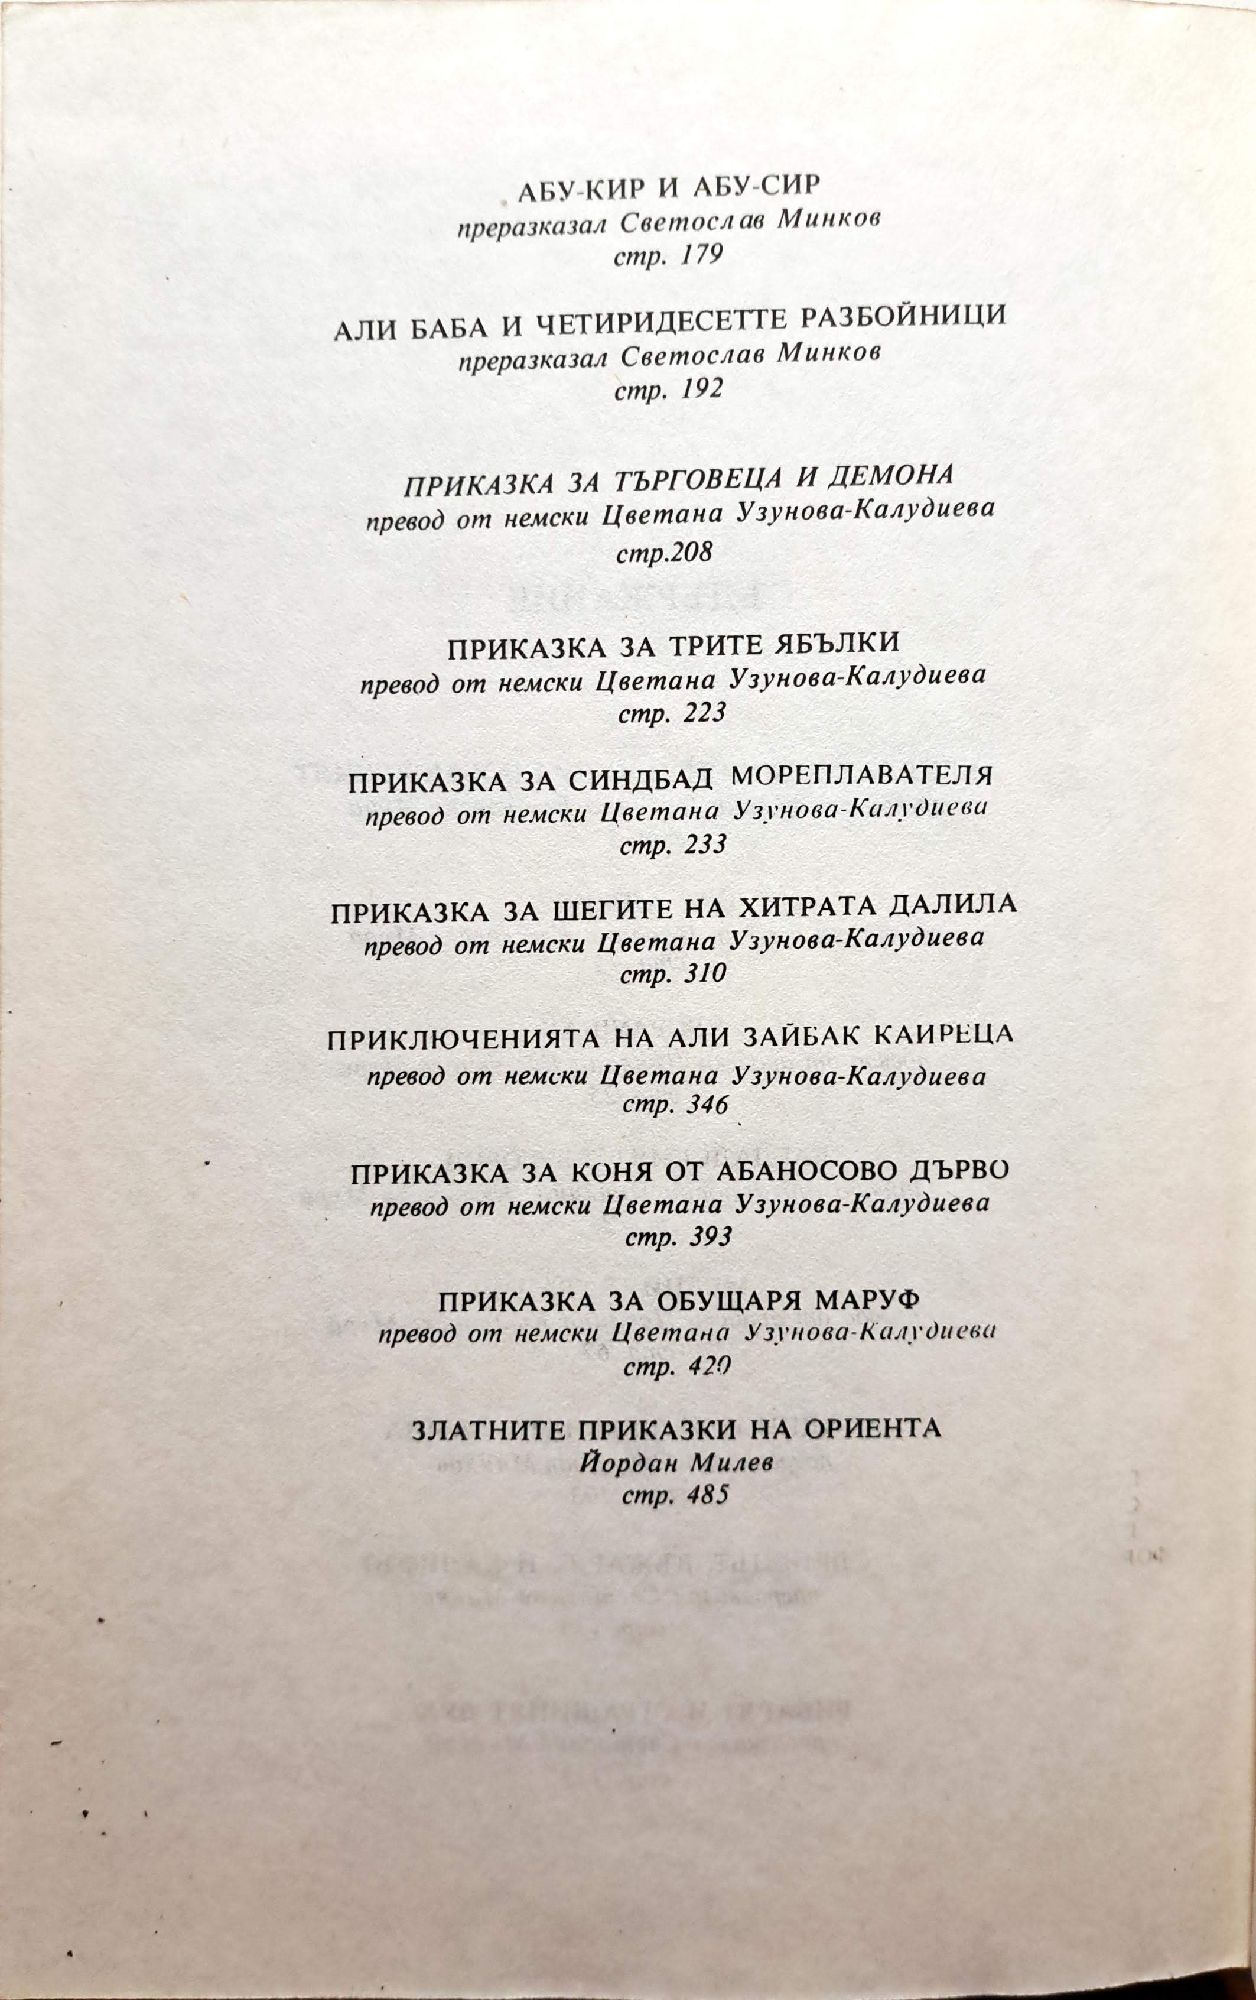 АБУ-КИР И АБУ-СИР
преразказал Светослав Минков
стр. 179
АЛИ БАБА И ЧЕТИРИДЕСЕТТЕ РАЗБОЙНИЦИ
преразказал Светослав Минков
стр. 192
ПРИКАЗКА ЗА ТЪРГОВЕЦА И ДЕМОНА
превод от немски Цветана Узунова-Калудиева
стр.208
ПРИКАЗКА ЗА ТРИТЕ ЯБЪЛКИ
превод от немски Цветана Узунова-Калудиева
стр. 223
ПРИКАЗКА ЗА СИНДБАД МОРЕПЛАВАТЕЛЯ
превод от немски Цветана Узунова-Калудиева
стр. 233
ПРИКАЗКА ЗА ШЕГИТЕ НА ХИТРАТА ДАЛИЛА
превод от немски Цветана Узунова-Калудиева
стр. 310
ПРИКЛЮЧЕНИЯТА НА АЛИ ЗАЙБАК КАИРЕЦА
превод от немски Цветана Узунова-Калудиева
стр. 346
ПРИКАЗКА ЗА КОНЯ ОТ АБАНОСОВО ДЪРВО
превод от немски Цветана Узунова-Калудиева
стр. 393
ПРИКАЗКА ЗА ОБУЩАРЯ МАРУФ
превод от немски Цветана Узунова-Калудиева
стр. 420
ЗЛАТНИТЕ ПРИКАЗКИ НА ОРИЕНТА
Йордан Милев
стр. 485